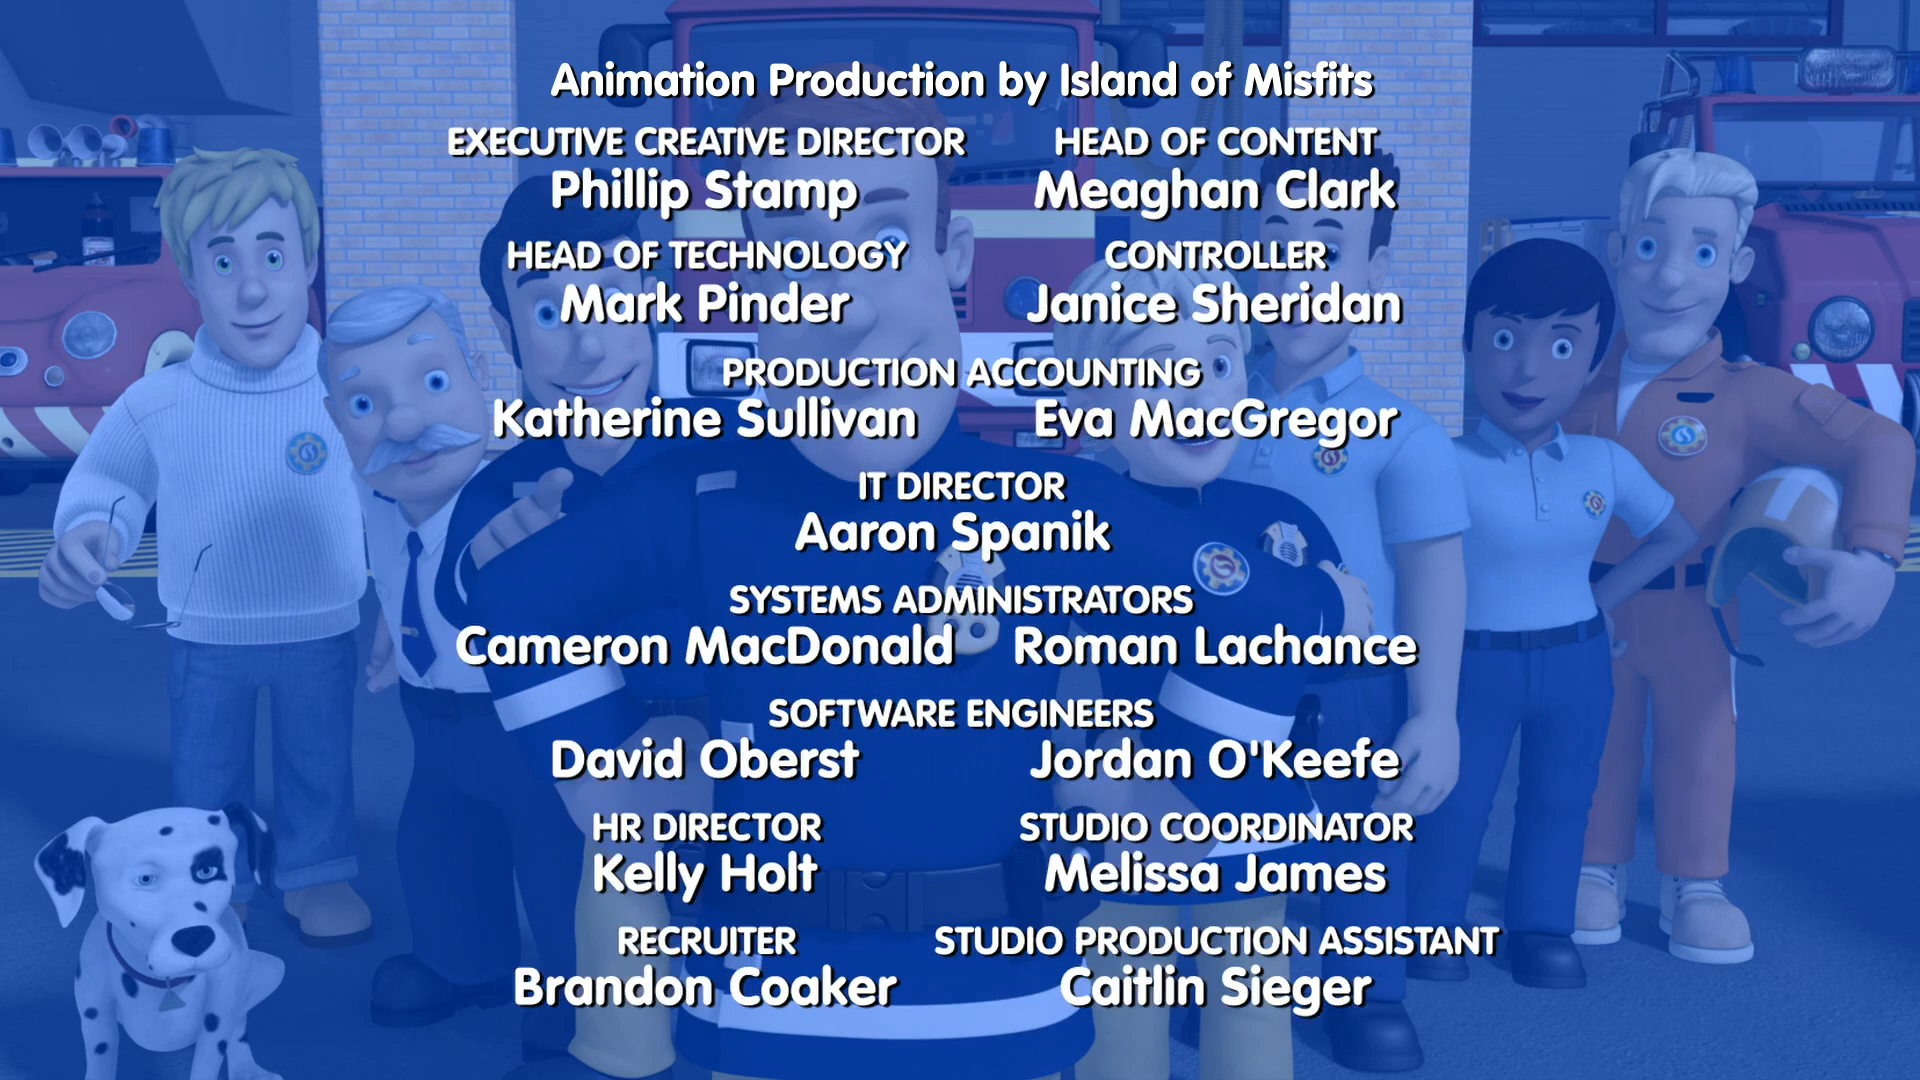 Animation Production by Island of Misfits
EXECUTIVE CREATIVE DIRECTOR HEAD OF CONTENT
Phillip Stamp Meaghan Clark
HEAD OF TECHNOLOGY CONTROLLER
Mark Pinder Janice Sheridan
PRODUCTION ACCOUNTING
Katherine Sullivan Eva MacGregor
IT DIRECTOR
Aaron Spanik
SYSTEMS ADMINISTRATORS
Cameron MacDonald Roman Lachance
SOFTWARE ENGINEERS
David Oberst Jordan O'Keefe
HR DIRECTOR STUDIO COORDINATOR
Kelly Holt Melissa James
RECRUITER STUDIO PRODUCTION ASSISTANT
Brandon Coaker Caitlin Sieger